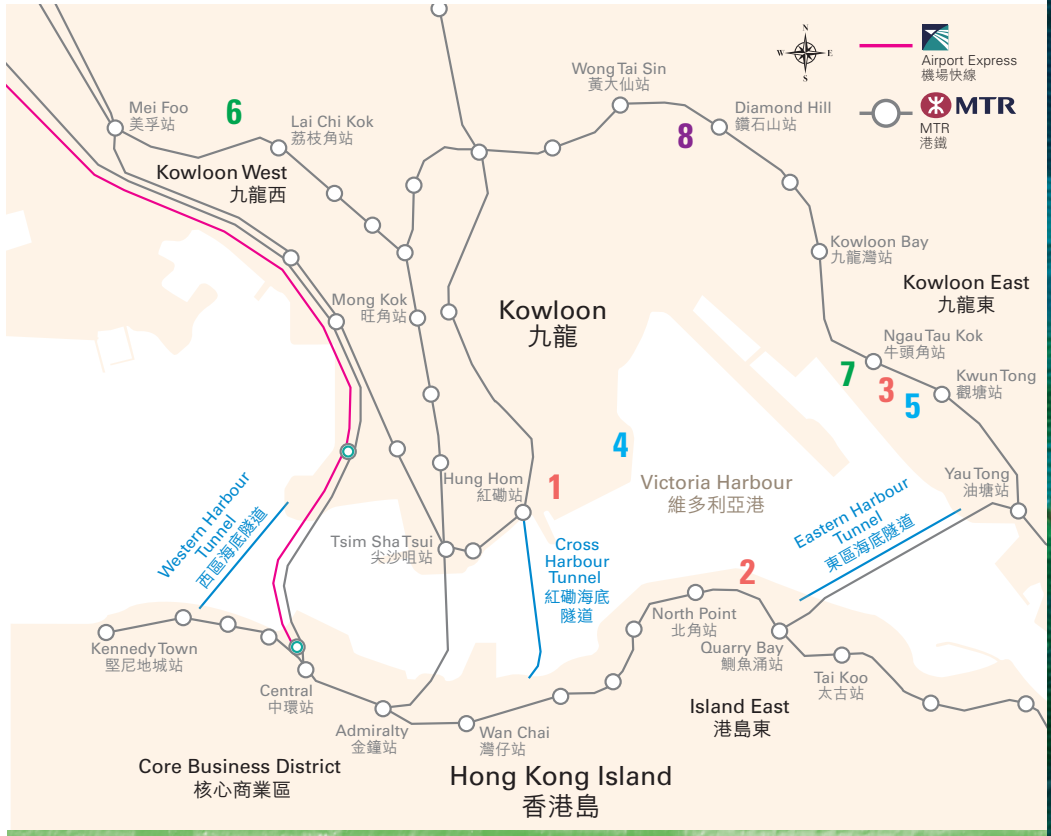 N
W
E
S
Airport Express
機場快線
MTR
MTR
港鐵
Wong Tai Sin
黃大仙站
Diamond Hill
鑽石山站
8
Mei Foo
美孚站
6
Lai Chi Kok
荔枝角站
Kowloon West
九龍西
Kowloon Bay
九龍灣站
Kowloon East
九龍東
Mong Kok
旺角站
Kowloon
九龍
Ngau Tau Kok
牛頭角站
7
3
5
Kwun Tong
觀塘站
4
Hung Hom
紅磡站
1
Victoria Harbour
維多利亞港
Yau Tong
油塘站
Western Harbour
Tunnel
西區海底隧道
Eastern Harbour
Tunnel
東區海底隧道
Tsim Sha Tsui
尖沙咀站
Cross
Harbour
Tunnel
紅磡海底
隧道
2
North Point
北角站
Kennedy Town
堅尼地城站
Quarry Bay
鰂魚涌站
Tai Koo
太古站
Central
中環站
Island East
港島東
Admiralty
金鐘站
Wan Chai
灣仔站
Core Business District
核心商業區
Hong Kong Island
香港島